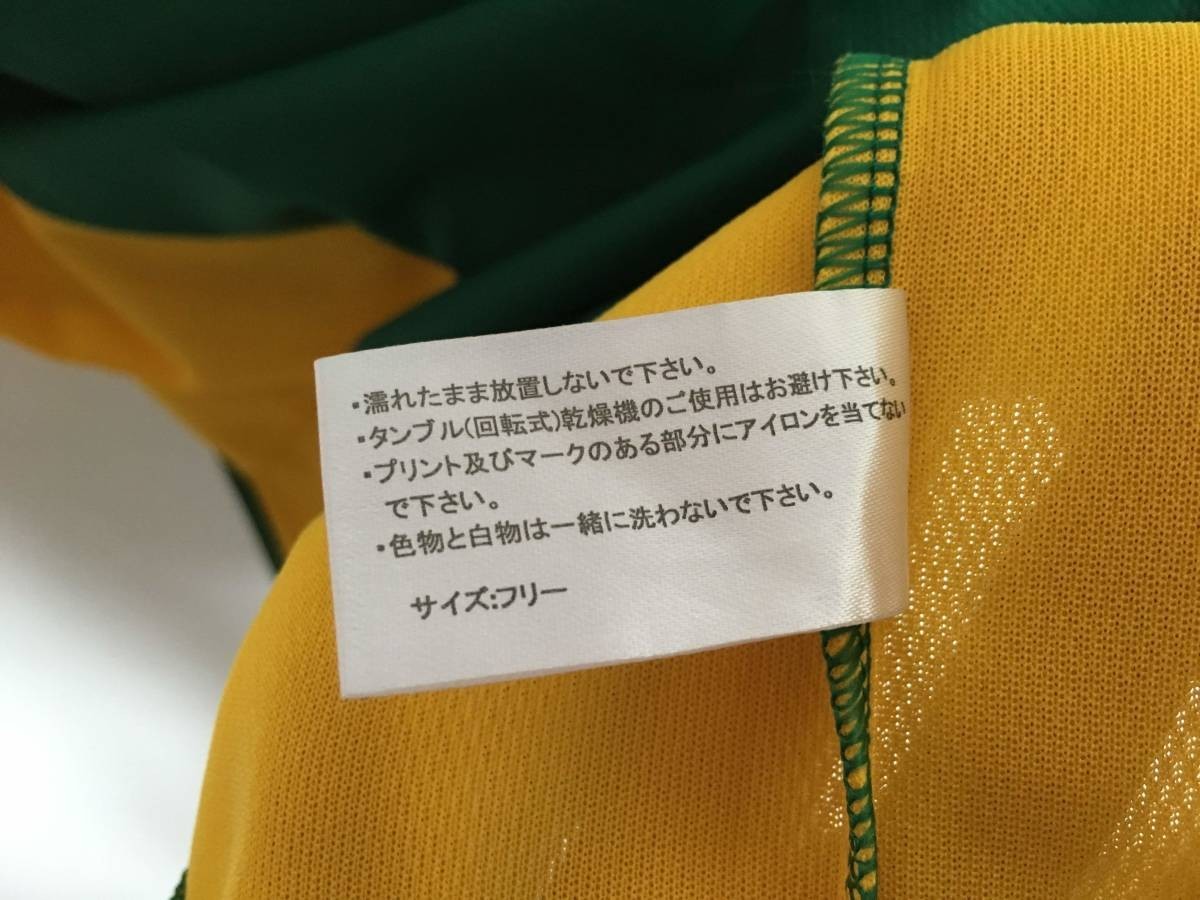 ・濡れたまま放置しないで下さい。
・タンブル(回転式)乾燥機のご使用はお避け下さい。
・プリント及びマークのある部分にアイロンを当てない
で下さい。
・色物と白物は一緒に洗わないで下さい。
サイズ:フリー